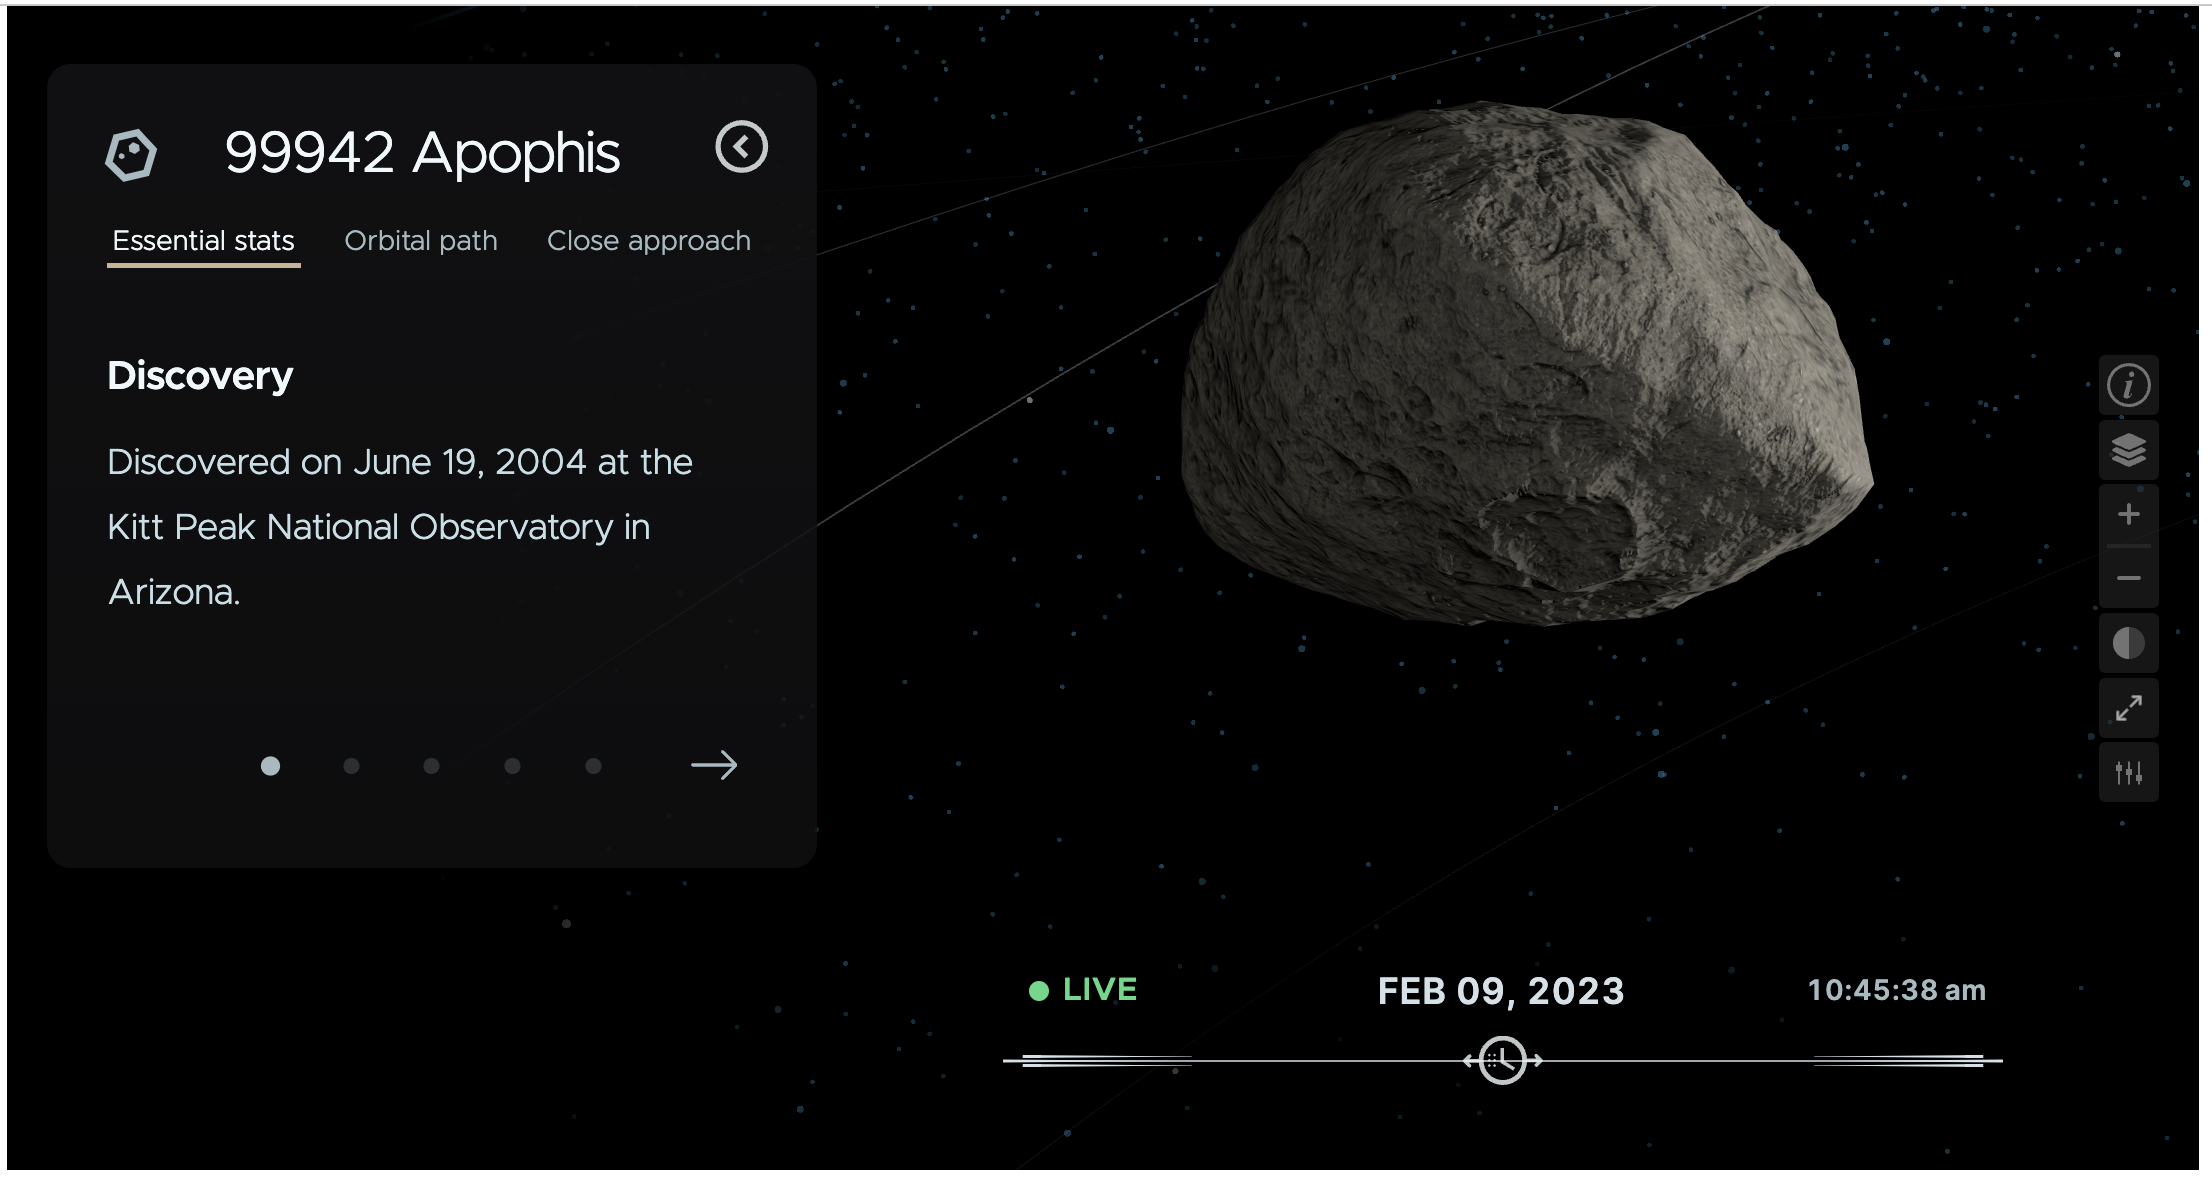 99942 Apophis
Essential stats Orbital path Close approach
Discovery
Discovered on June 19, 2004 at the
Kitt Peak National Observatory in
Arizona.
LIVE FEB 09, 2023 10:45:38 am